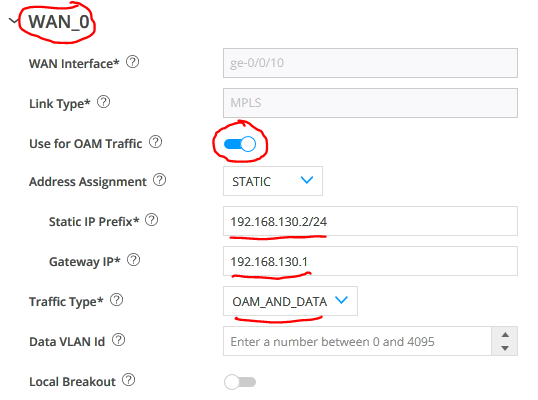 WAN_0
WAN Interface* ? ge-0/0/10
Link Type* ? MPLS
Use for OAM Traffic ?
Address Assignment ? STATIC
Static IP Prefix* ? 192.168.130.2/24
Gateway IP* ? 192.168.130.1
Traffic Type* ? OAM_AND_DATA
Data VLAN Id ? Enter a number between 0 and 4095
Local Breakout ?